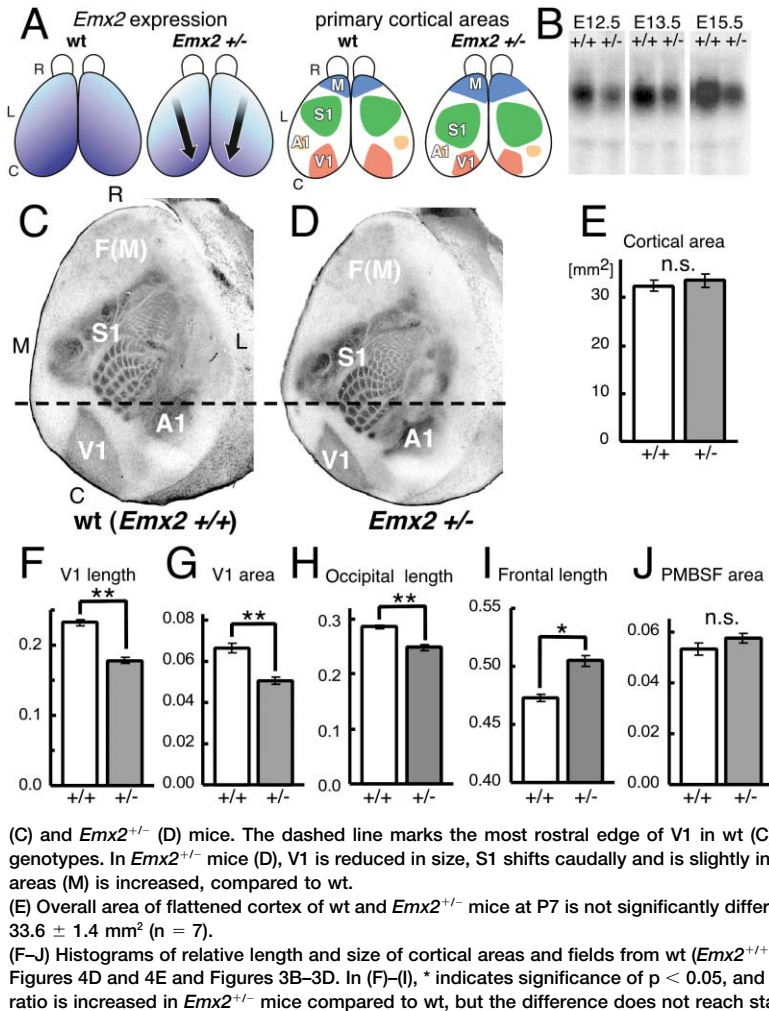 A
Emx2 expression
wt
Emx2 +/-
R
L
C
primary cortical areas
wt
Emx2 +/-
R
L
C
M
S1
A1
V1
M
S1
A1
V1
B
E12.5 E13.5 E15.5
+/+ +/- +/+ +/- +/+ +/-
R
C
F(M)
S1
M
L
A1
V1
C
wt (Emx2 +/+)
D
F(M)
S1
A1
V1
Emx2 +/-
E
Cortical area
[mm²]
n.s.
30
20
10
0
+/+ +/-
F
V1 length
**
0.2
0.1
0.0
+/+ +/-
G
V1 area
**
0.08
0.06
0.04
0.02
0.00
+/+ +/-
H
Occipital length
**
0.3
0.2
0.1
0.0
+/+ +/-
I
Frontal length
*
0.55
0.50
0.45
0.40
+/+ +/-
J
PMBSF area
n.s.
0.06
0.04
0.02
0.00
+/+ +/-
(C) and Emx2+/− (D) mice. The dashed line marks the most rostral edge of V1 in wt (C
genotypes. In Emx2+/− mice (D), V1 is reduced in size, S1 shifts caudally and is slightly in
areas (M) is increased, compared to wt.
(E) Overall area of flattened cortex of wt and Emx2+/− mice at P7 is not significantly differ
33.6 ± 1.4 mm² (n = 7).
(F–J) Histograms of relative length and size of cortical areas and fields from wt (Emx2+/+
Figures 4D and 4E and Figures 3B–3D. In (F)–(I), * indicates significance of p < 0.05, and
ratio is increased in Emx2+/− mice compared to wt, but the difference does not reach sta